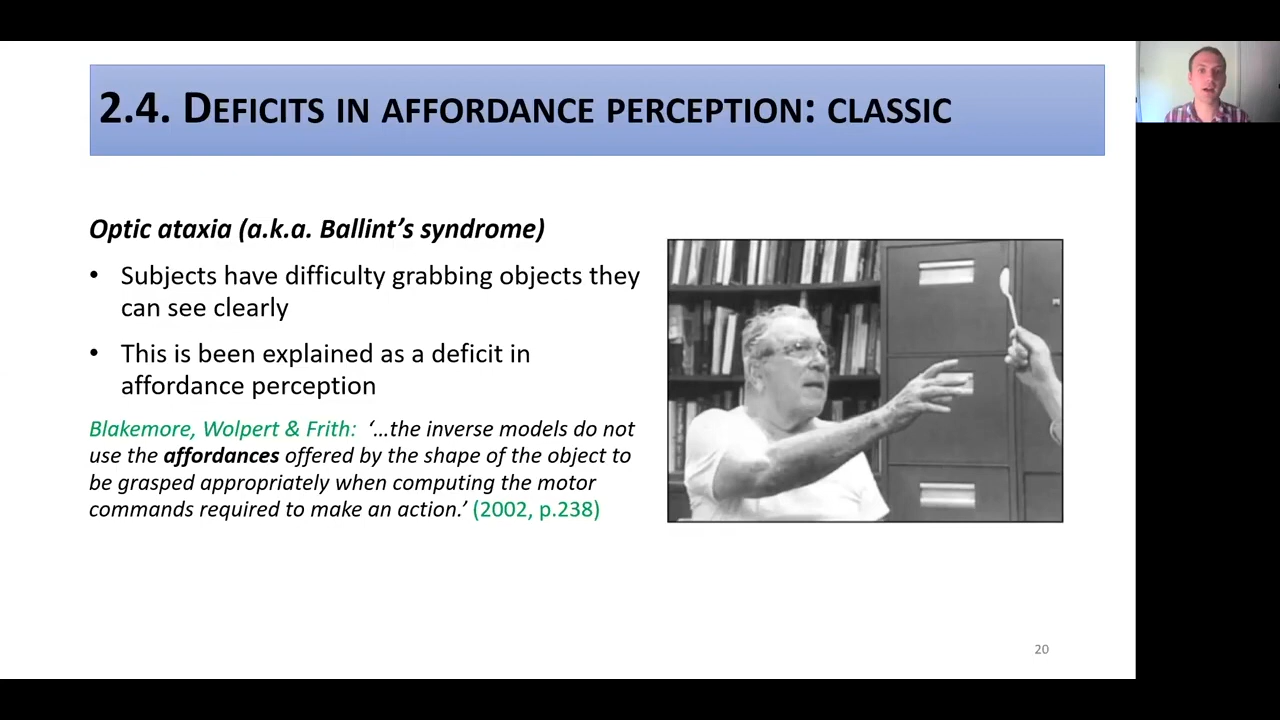 2.4. Deficits in affordance perception: classic
Optic ataxia (a.k.a. Ballint’s syndrome)
• Subjects have difficulty grabbing objects they
can see clearly
• This is been explained as a deficit in
affordance perception
Blakemore, Wolpert & Frith: ‘…the inverse models do not
use the affordances offered by the shape of the object to
be grasped appropriately when computing the motor
commands required to make an action.’ (2002, p.238)
20